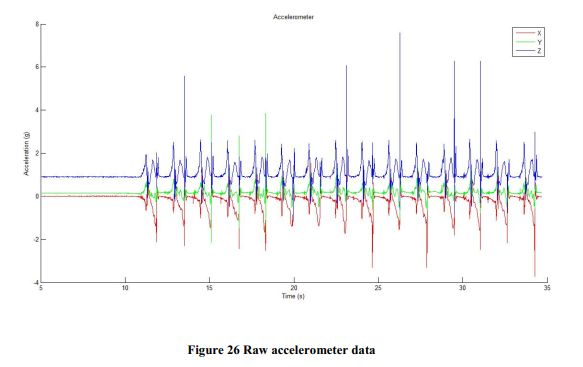 Accelerometer
8
6
4
2
0
-2
-4
Acceleration (g)
X
Y
Z
5
10
15
20
25
30
35
Time (s)
Figure 26 Raw accelerometer data